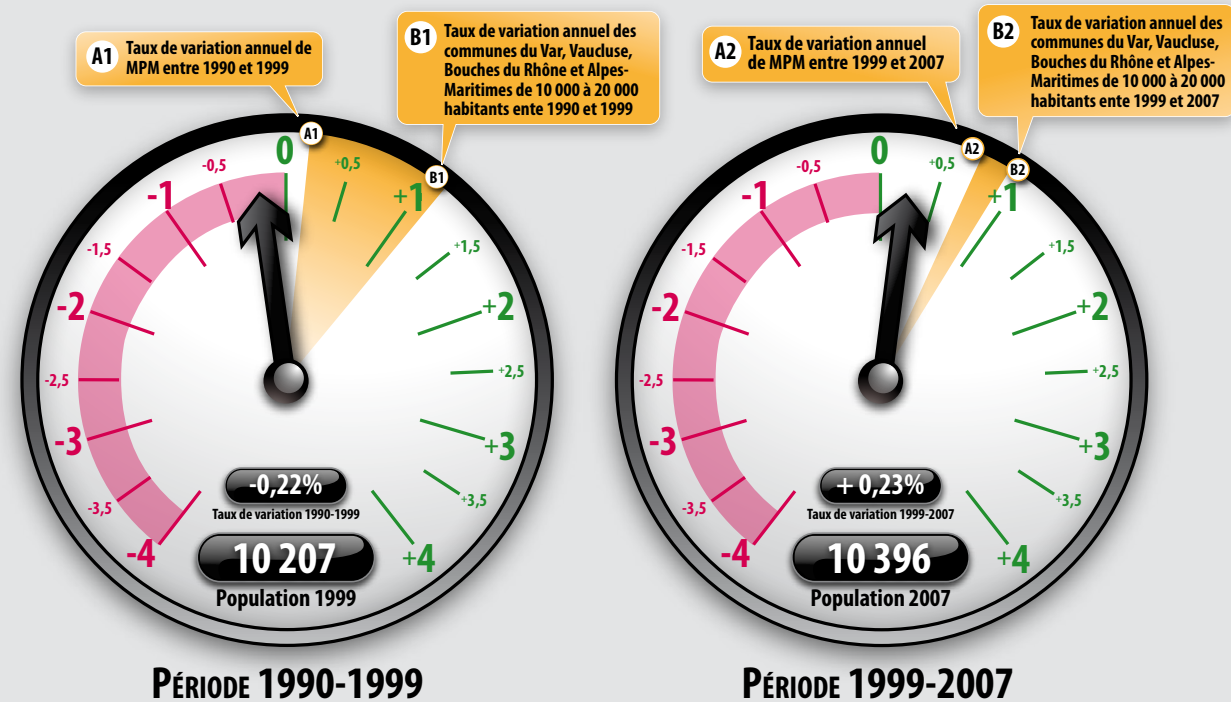 A1
Taux de variation annuel de
MPM entre 1990 et 1999
B1
Taux de variation annuel des
communes du Var, Vaucluse,
Bouches du Rhône et Alpes-
Maritimes de 10 000 à 20 000
habitants ente 1990 et 1999
A1
B1
0
-0,5
+0,5
-1
+1
-1,5
+1,5
-2
+2
-2,5
+2,5
-3
+3
-3,5
+3,5
-4
+4
-0,22%
Taux de variation 1990-1999
10 207
Population 1999
PÉRIODE 1990-1999
A2
Taux de variation annuel
de MPM entre 1999 et 2007
B2
Taux de variation annuel des
communes du Var, Vaucluse,
Bouches du Rhône et Alpes-
Maritimes de 10 000 à 20 000
habitants ente 1999 et 2007
A2
B2
0
-0,5
+0,5
-1
+1
-1,5
+1,5
-2
+2
-2,5
+2,5
-3
+3
-3,5
+3,5
-4
+4
+ 0,23%
Taux de variation 1999-2007
10 396
Population 2007
PÉRIODE 1999-2007